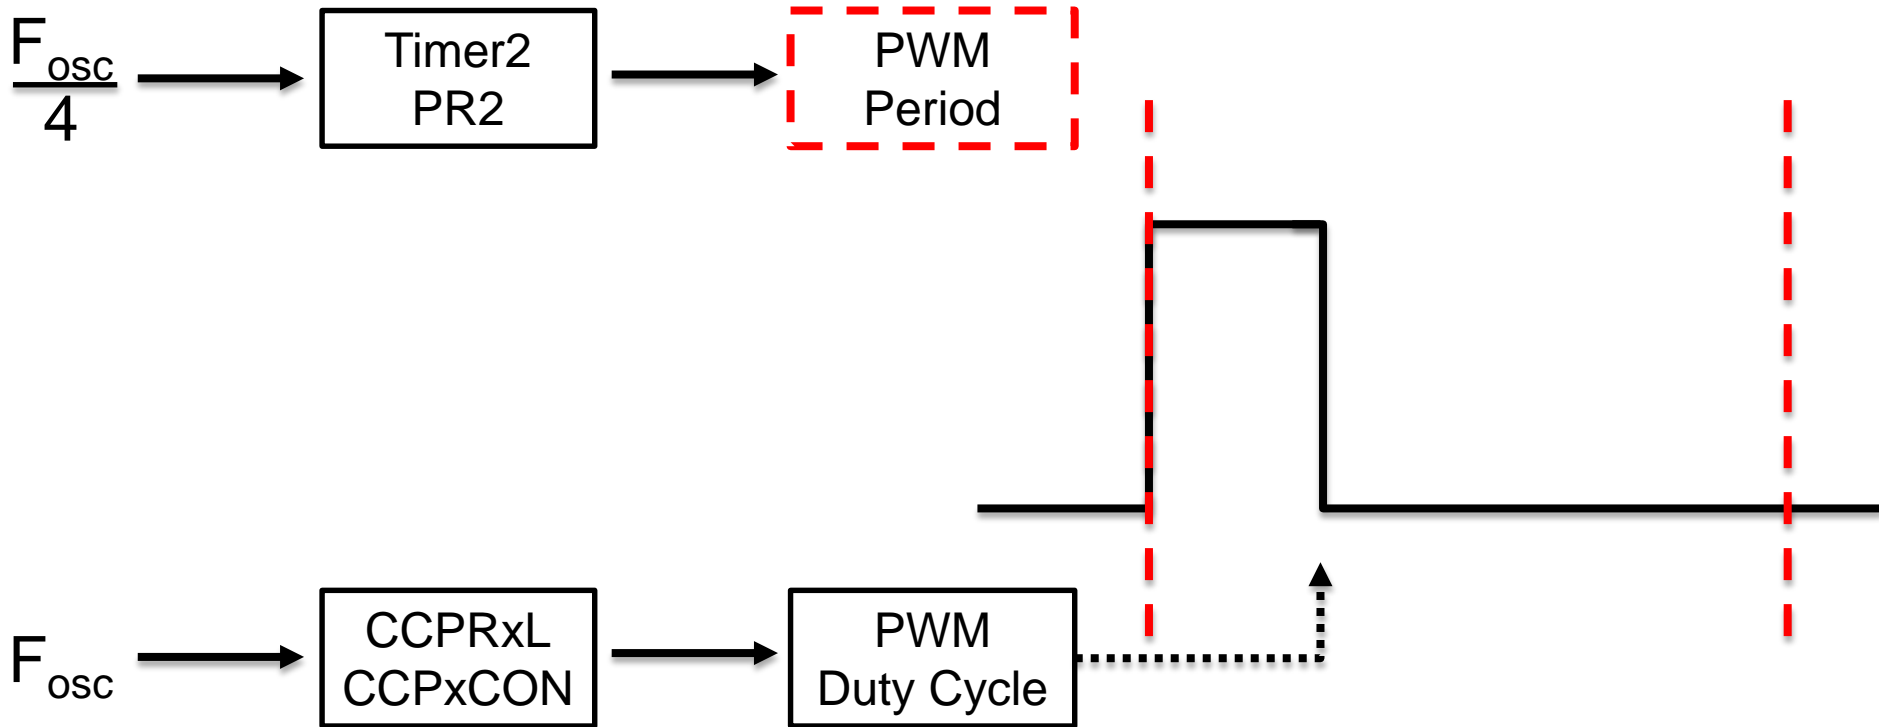 Fosc
4
Timer2
PR2
PWM
Period
Fosc
CCPRxL
CCPxCON
PWM
Duty Cycle